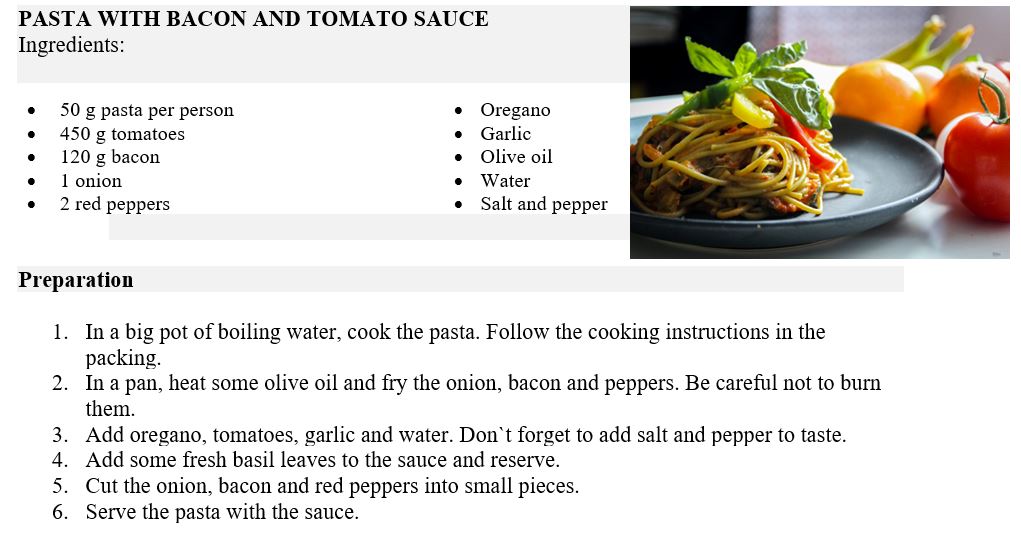 PASTA WITH BACON AND TOMATO SAUCE
Ingredients:
• 50 g pasta per person
• 450 g tomatoes
• 120 g bacon
• 1 onion
• 2 red peppers
• Oregano
• Garlic
• Olive oil
• Water
• Salt and pepper
Preparation
1. In a big pot of boiling water, cook the pasta. Follow the cooking instructions in the
packing.
2. In a pan, heat some olive oil and fry the onion, bacon and peppers. Be careful not to burn
them.
3. Add oregano, tomatoes, garlic and water. Don`t forget to add salt and pepper to taste.
4. Add some fresh basil leaves to the sauce and reserve.
5. Cut the onion, bacon and red peppers into small pieces.
6. Serve the pasta with the sauce.